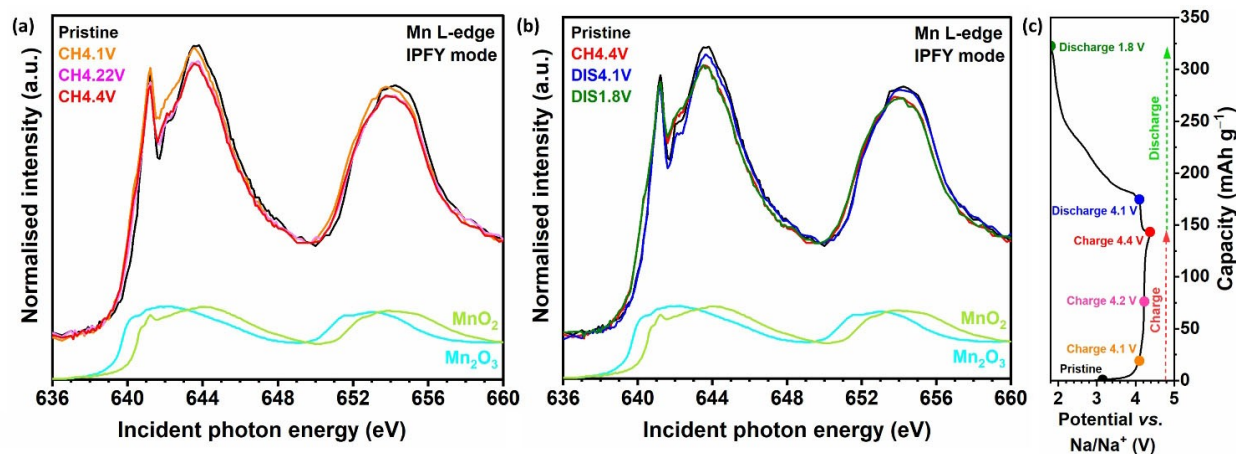 (a)
Pristine
CH4.1V
CH4.22V
CH4.4V
Mn L-edge
IPFY mode
MnO₂
Mn₂O₃
Normalised intensity (a.u.)
636 640 644 648 652 656 660
Incident photon energy (eV)
(b)
Pristine
CH4.4V
DIS4.1V
DIS1.8V
Mn L-edge
IPFY mode
MnO₂
Mn₂O₃
Normalised intensity (a.u.)
636 640 644 648 652 656 660
Incident photon energy (eV)
(c)
Discharge 1.8 V
Discharge 4.1 V
Charge 4.4 V
Charge 4.2 V
Charge 4.1 V
Pristine
Discharge
Charge
350
300
250
200
150
100
50
0
Capacity (mAh g⁻¹)
2 3 4 5
Potential vs.
Na/Na⁺ (V)